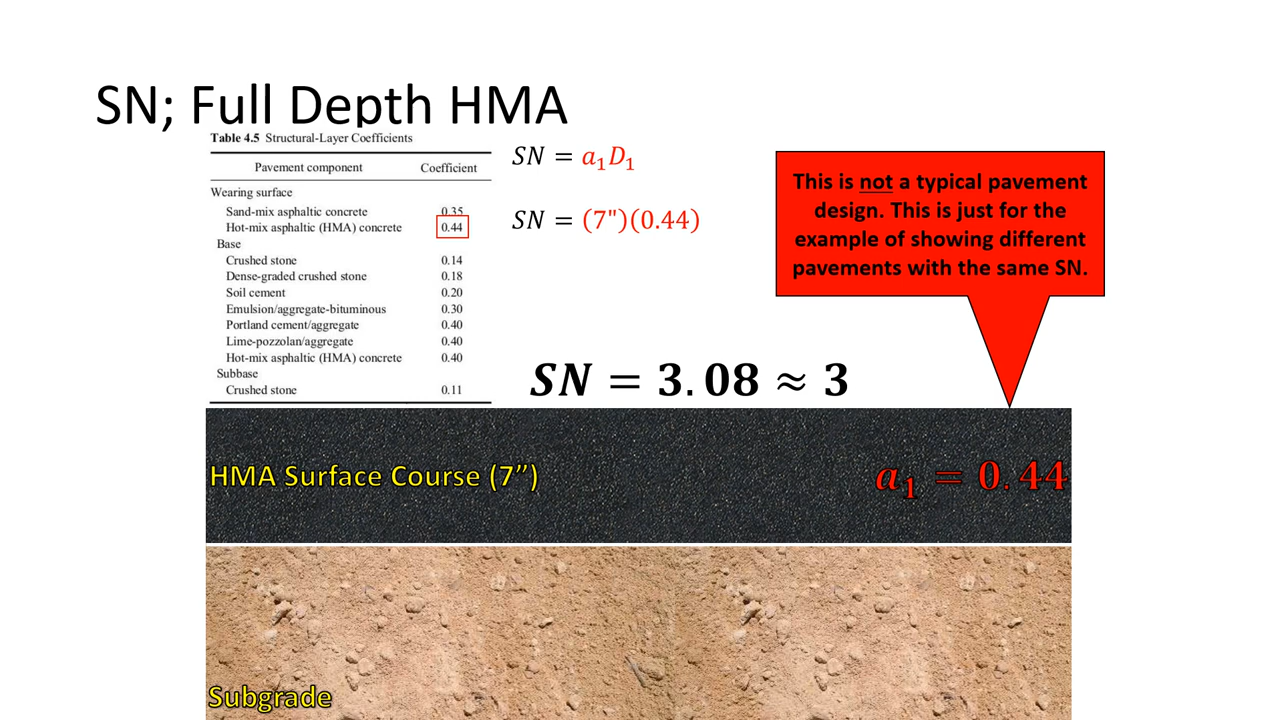 SN; Full Depth HMA
Table 4.5 Structural-Layer Coefficients
Pavement component Coefficient
Wearing surface
Sand-mix asphaltic concrete 0.35
Hot-mix asphaltic (HMA) concrete 0.44
Base
Crushed stone 0.14
Dense-graded crushed stone 0.18
Soil cement 0.20
Emulsion/aggregate-bituminous 0.30
Portland cement/aggregate 0.40
Lime-pozzolan/aggregate 0.40
Hot-mix asphaltic (HMA) concrete 0.40
Subbase
Crushed stone 0.11
SN = a₁D₁
SN = (7")(0.44)
This is not a typical pavement
design. This is just for the
example of showing different
pavements with the same SN.
SN = 3.08 ≈ 3
HMA Surface Course (7”)
a₁ = 0.44
Subgrade